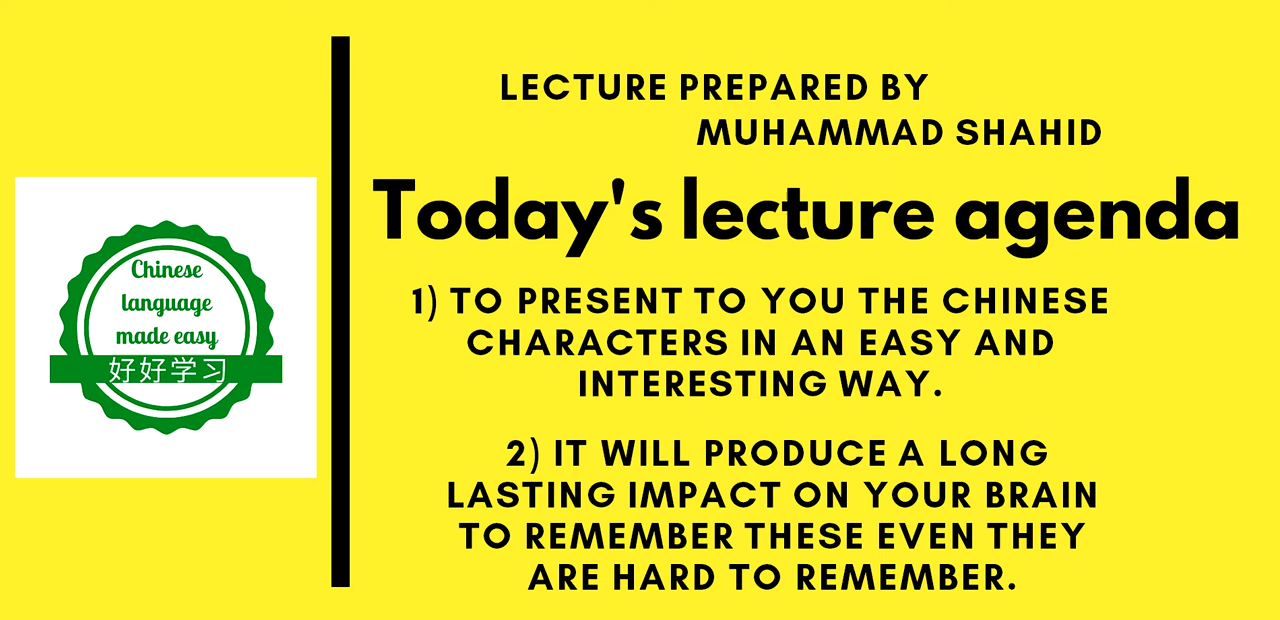 Chinese
language
made easy
好好学习
LECTURE PREPARED BY
MUHAMMAD SHAHID
Today's lecture agenda
1) TO PRESENT TO YOU THE CHINESE
CHARACTERS IN AN EASY AND
INTERESTING WAY.
2) IT WILL PRODUCE A LONG
LASTING IMPACT ON YOUR BRAIN
TO REMEMBER THESE EVEN THEY
ARE HARD TO REMEMBER.